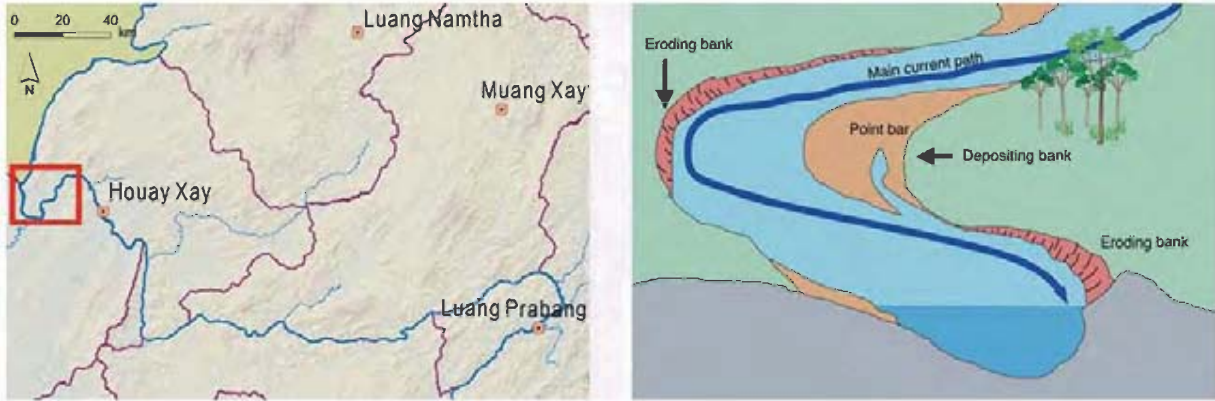 0 20 40
km
N
Luang Namtha
Muang Xay
Houay Xay
Luang Prabang
Eroding bank
Main current path
Point bar
Depositing bank
Eroding bank